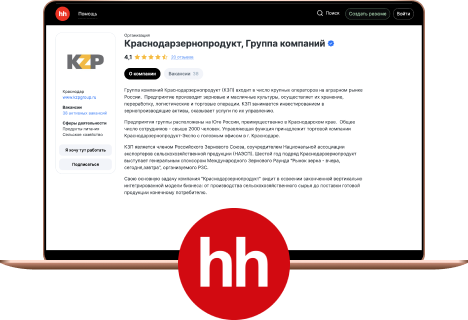 hh
Помощь
Поиск
Создать резюме
Войти
KZP
Краснодар
www.kzpgroup.ru
Вакансии
38 активных вакансий
Сферы деятельности
Продукты питания
Сельское хозяйство
Я хочу тут работать
Подписаться
Организация
Краснодарзернопродукт, Группа компаний
4,1
О компании
Вакансии 38
Группа компаний Краснодарзернопродукт (КЗП) входит в число крупных операторов на аграрном рынке
России. Предприятие производят зерновые и масличные культуры, осуществляют их хранение,
переработку, логистические и торговые операции. КЗП занимается инвестированием в
зернопроизводящие активы, оказывает услуги по их управлению.
Предприятия группы расположены на Юге России, преимущественно в Краснодарском крае. Общее
число сотрудников - свыше 2000 человек. Управляющая функция принадлежит торговой компании
Краснодарзернопродукт-Экспо с головным офисом в г. Краснодар.
КЗП является членом Российского Зернового Союза, соучредителем Национальной ассоциации
экспортеров сельскохозяйственной продукции (НАЭСП). Шестой год подряд Краснодарзернопродукт
выступает генеральным спонсором Международного Зернового Раунда "Рынок зерна - вчера,
сегодня,завтра", организуемого РЗС.
Свою основную задачу компания "Краснодарзернопродукт" видит в освоении законченной вертикально
интегрированной модели бизнеса: от производства сельскохозяйственного сырья до поставки готовой
продукции конечному потребителю.
hh